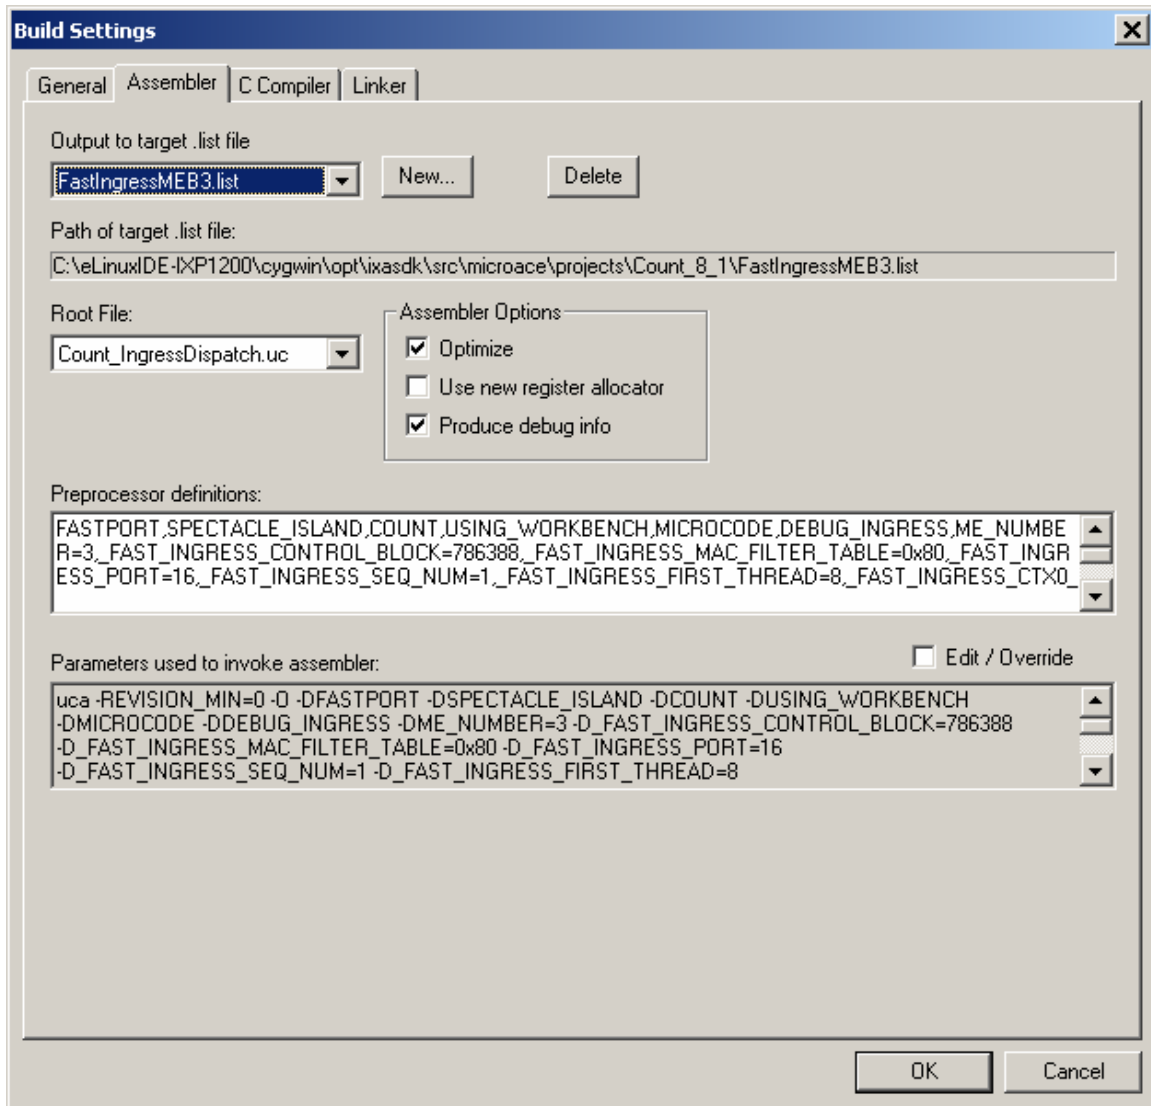 Build Settings
General Assembler C Compiler Linker
Output to target .list file
FastIngressMEB3.list New... Delete
Path of target .list file:
C:\eLinuxIDE-IXP1200\cygwin\opt\ixasdk\src\microace\projects\Count_8_1\FastIngressMEB3.list
Root File:
Count_IngressDispatch.uc
Assembler Options
Optimize
Use new register allocator
Produce debug info
Preprocessor definitions:
FASTPORT,SPECTACLE_ISLAND,COUNT,USING_WORKBENCH,MICROCODE,DEBUG_INGRESS,ME_NUMBE
R=3,_FAST_INGRESS_CONTROL_BLOCK=786388,_FAST_INGRESS_MAC_FILTER_TABLE=0x80,_FAST_INGR
ESS_PORT=16,_FAST_INGRESS_SEQ_NUM=1,_FAST_INGRESS_FIRST_THREAD=8,_FAST_INGRESS_CTX0_
Parameters used to invoke assembler:
Edit / Override
uca -REVISION_MIN=0 -O -DFASTPORT -DSPECTACLE_ISLAND -DCOUNT -DUSING_WORKBENCH
-DMICROCODE -DDEBUG_INGRESS -DME_NUMBER=3 -D_FAST_INGRESS_CONTROL_BLOCK=786388
-D_FAST_INGRESS_MAC_FILTER_TABLE=0x80 -D_FAST_INGRESS_PORT=16
-D_FAST_INGRESS_SEQ_NUM=1 -D_FAST_INGRESS_FIRST_THREAD=8
OK Cancel